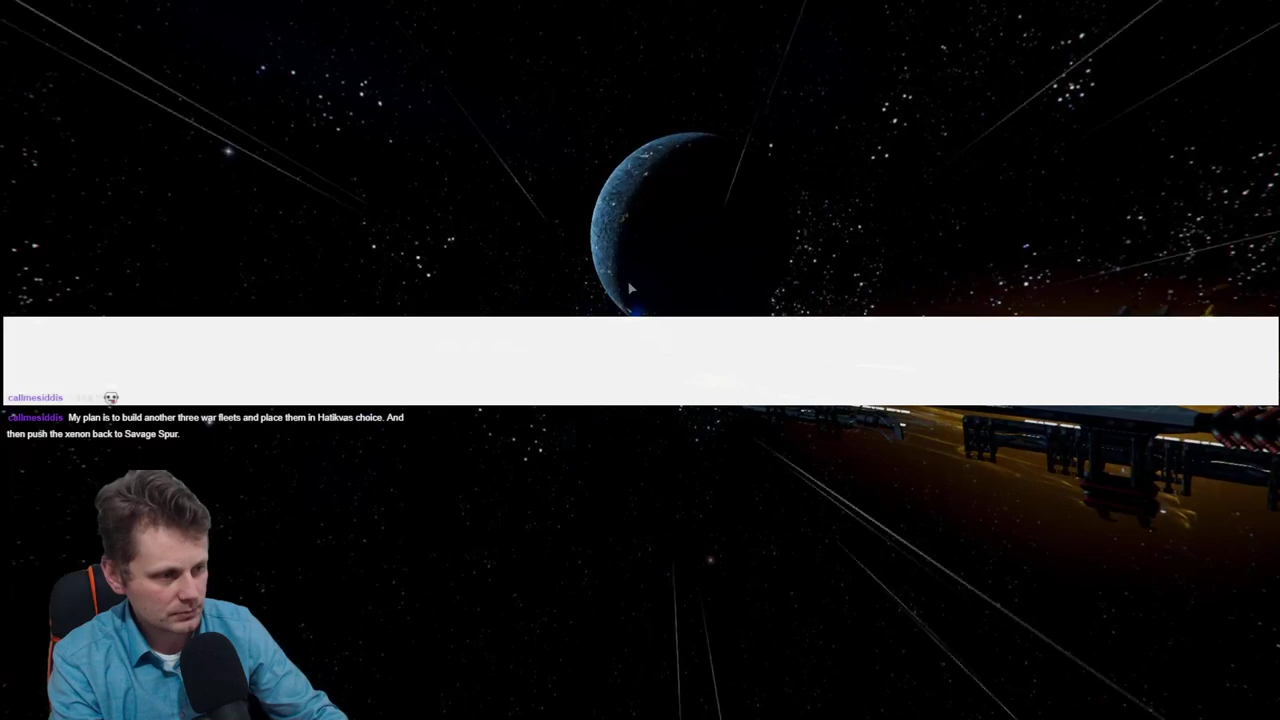 callmesiddis
callmesiddis My plan is to build another three war fleets and place them in Hatikvas choice. And
then push the xenon back to Savage Spur.